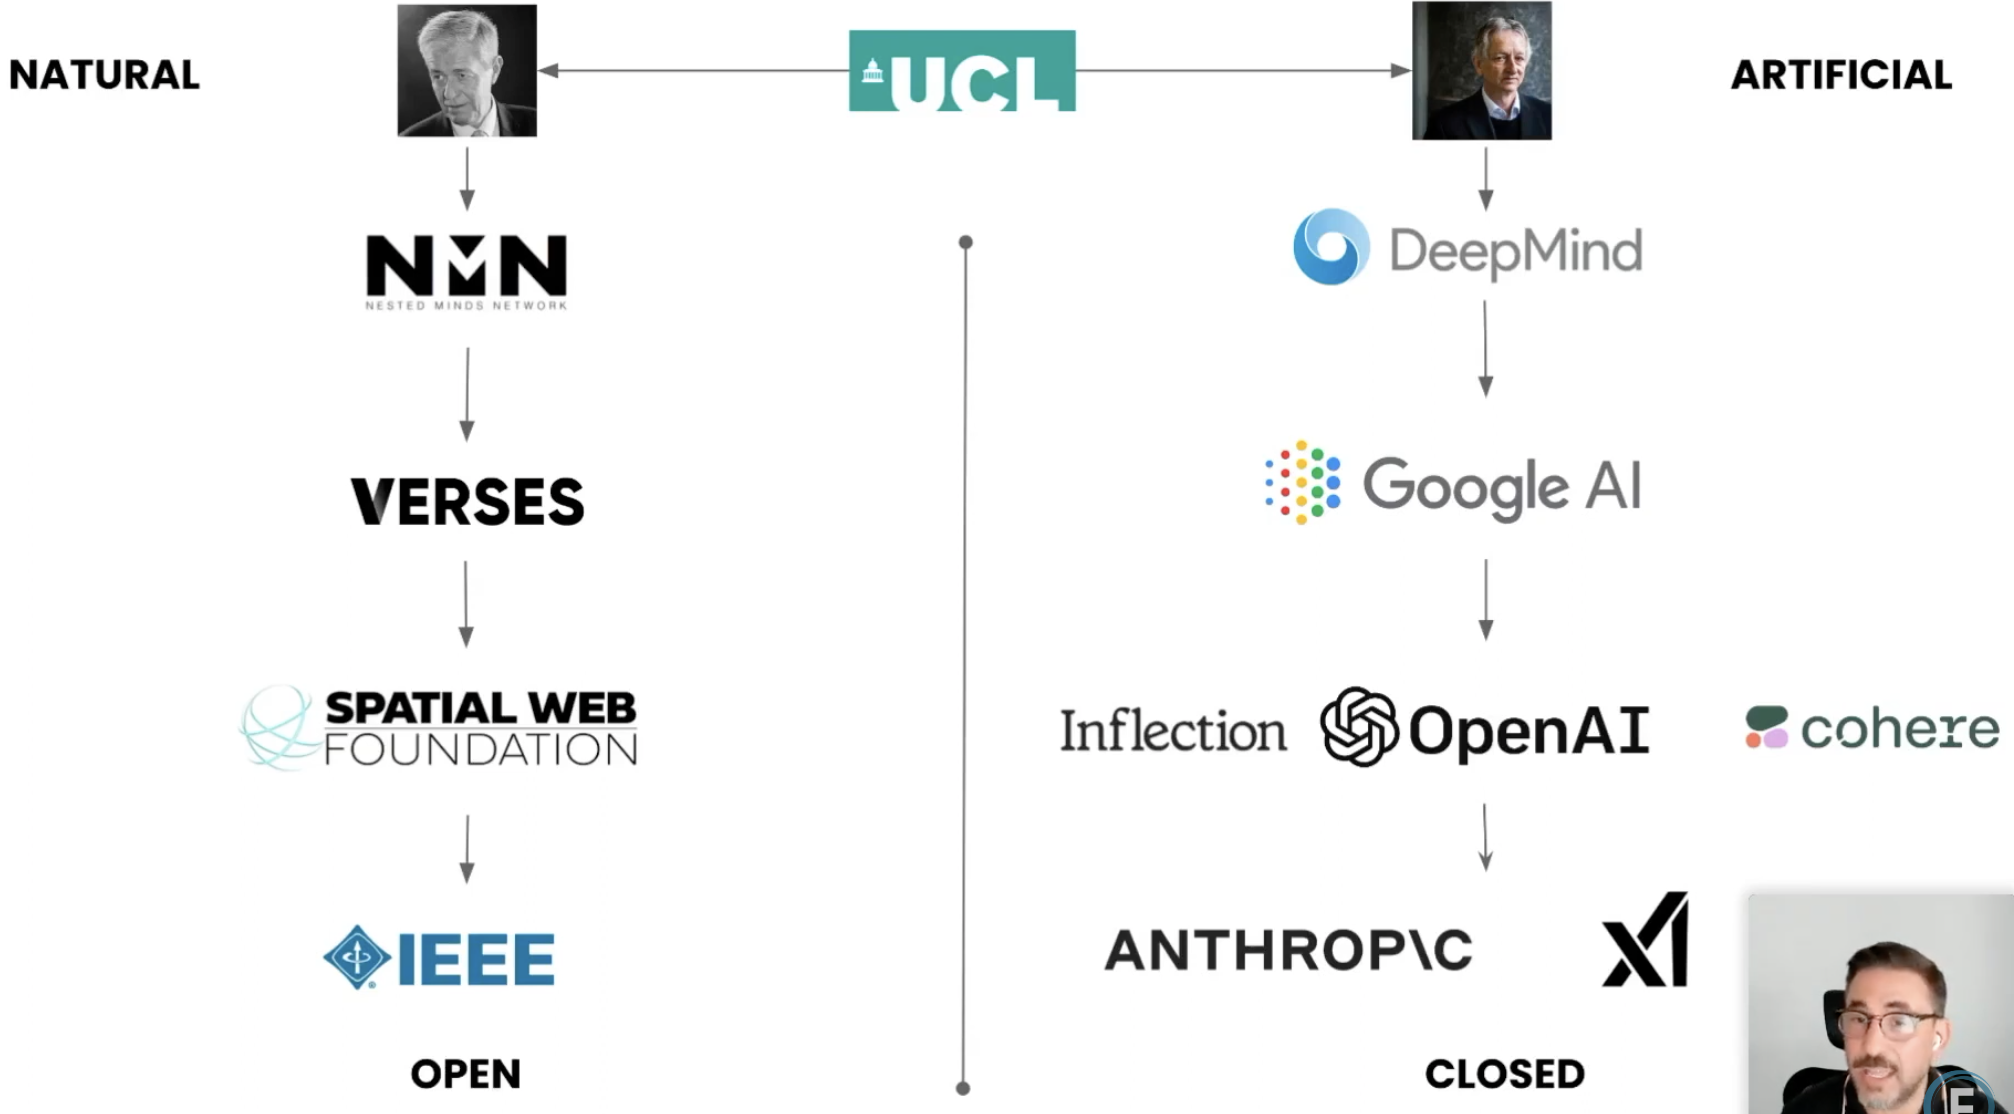 NATURAL
UCL
ARTIFICIAL
NMN
NESTED MINDS NETWORK
DeepMind
VERSES
Google AI
SPATIAL WEB
FOUNDATION
Inflection
OpenAI
cohere
IEEE
ANTHROP\C
xI
OPEN
CLOSED
E